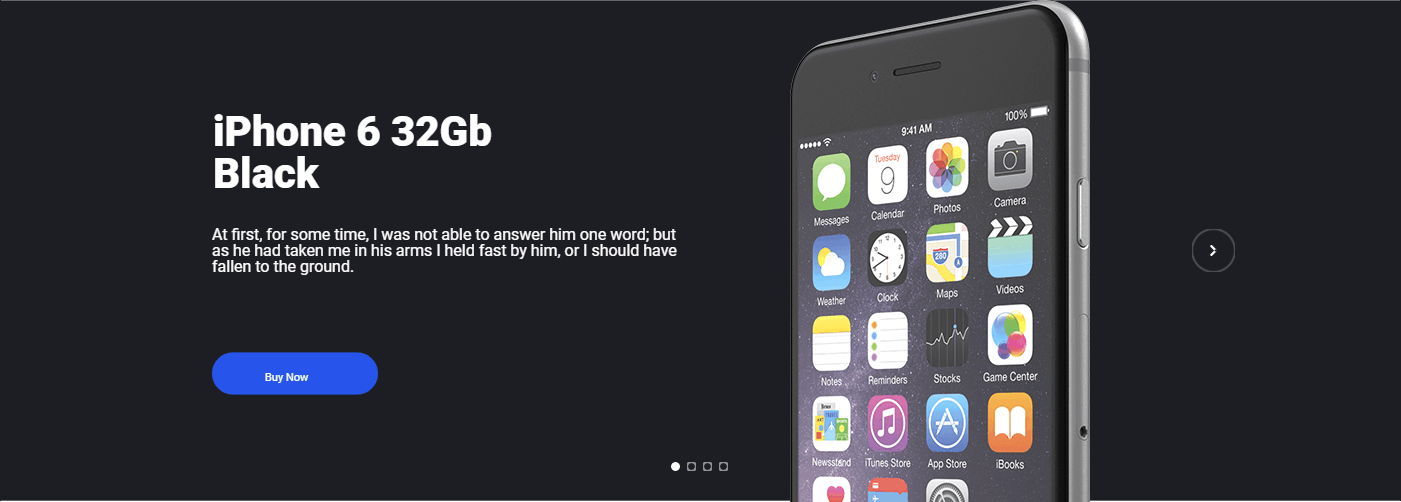 iPhone 6 32Gb
Black
At first, for some time, I was not able to answer him one word; but
as he had taken me in his arms I held fast by him, or I should have
fallen to the ground.
Buy Now
100%
9:41 AM
Tuesday
9
Messages Calendar Photos Camera
280
Weather Clock Maps Videos
Notes Reminders Stocks Game Center
Newsstand iTunes Store App Store iBooks